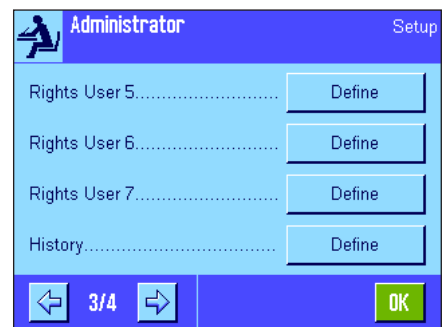 Administrator Setup
Rights User 5.......................... Define
Rights User 6.......................... Define
Rights User 7.......................... Define
History................................... Define
3/4 OK